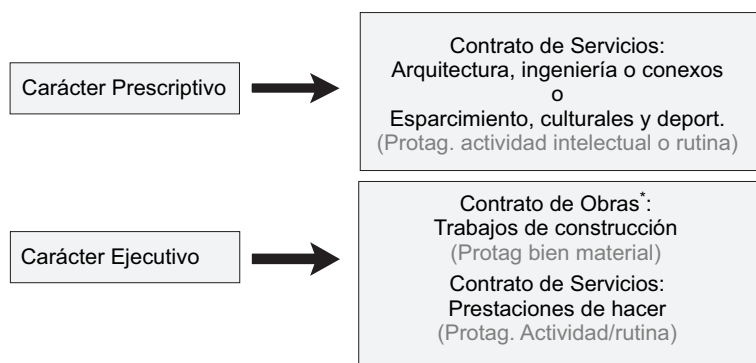 Carácter Prescriptivo
Contrato de Servicios:
Arquitectura, ingeniería o conexos
o
Esparcimiento, culturales y deport.
(Protag. actividad intelectual o rutina)
Carácter Ejecutivo
Contrato de Obras*:
Trabajos de construcción
(Protag bien material)
Contrato de Servicios:
Prestaciones de hacer
(Protag. Actividad/rutina)